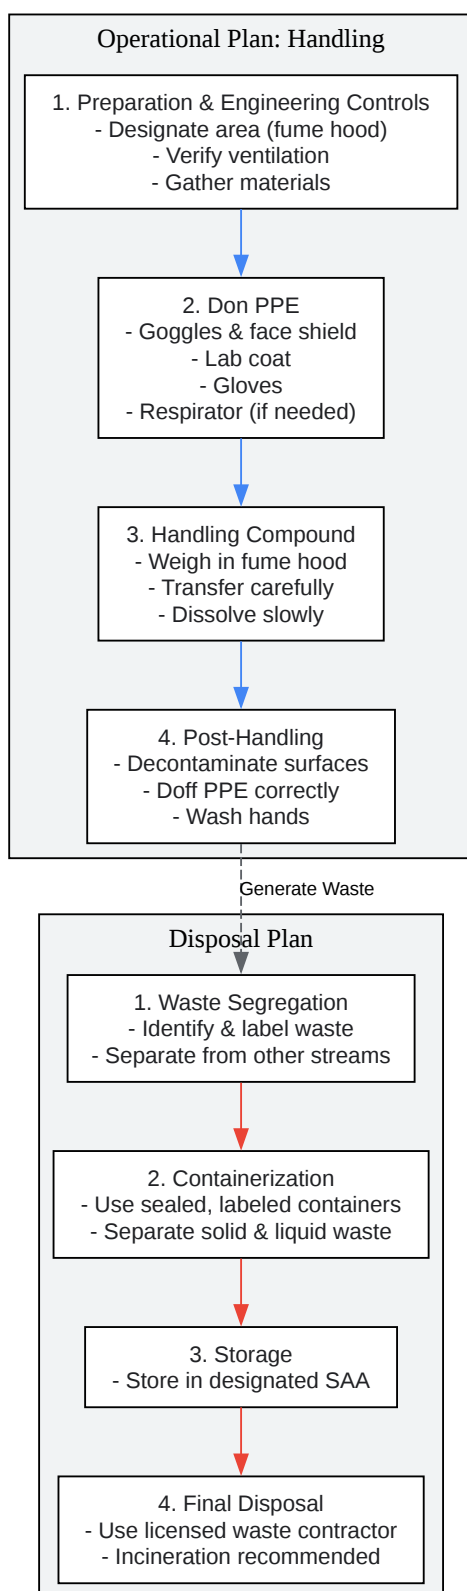 Operational Plan: Handling
1. Preparation & Engineering Controls
- Designate area (fume hood)
- Verify ventilation
- Gather materials
2. Don PPE
- Goggles & face shield
- Lab coat
- Gloves
- Respirator (if needed)
3. Handling Compound
- Weigh in fume hood
- Transfer carefully
- Dissolve slowly
4. Post-Handling
- Decontaminate surfaces
- Doff PPE correctly
- Wash hands
Generate Waste
Disposal Plan
1. Waste Segregation
- Identify & label waste
- Separate from other streams
2. Containerization
- Use sealed, labeled containers
- Separate solid & liquid waste
3. Storage
- Store in designated SAA
4. Final Disposal
- Use licensed waste contractor
- Incineration recommended